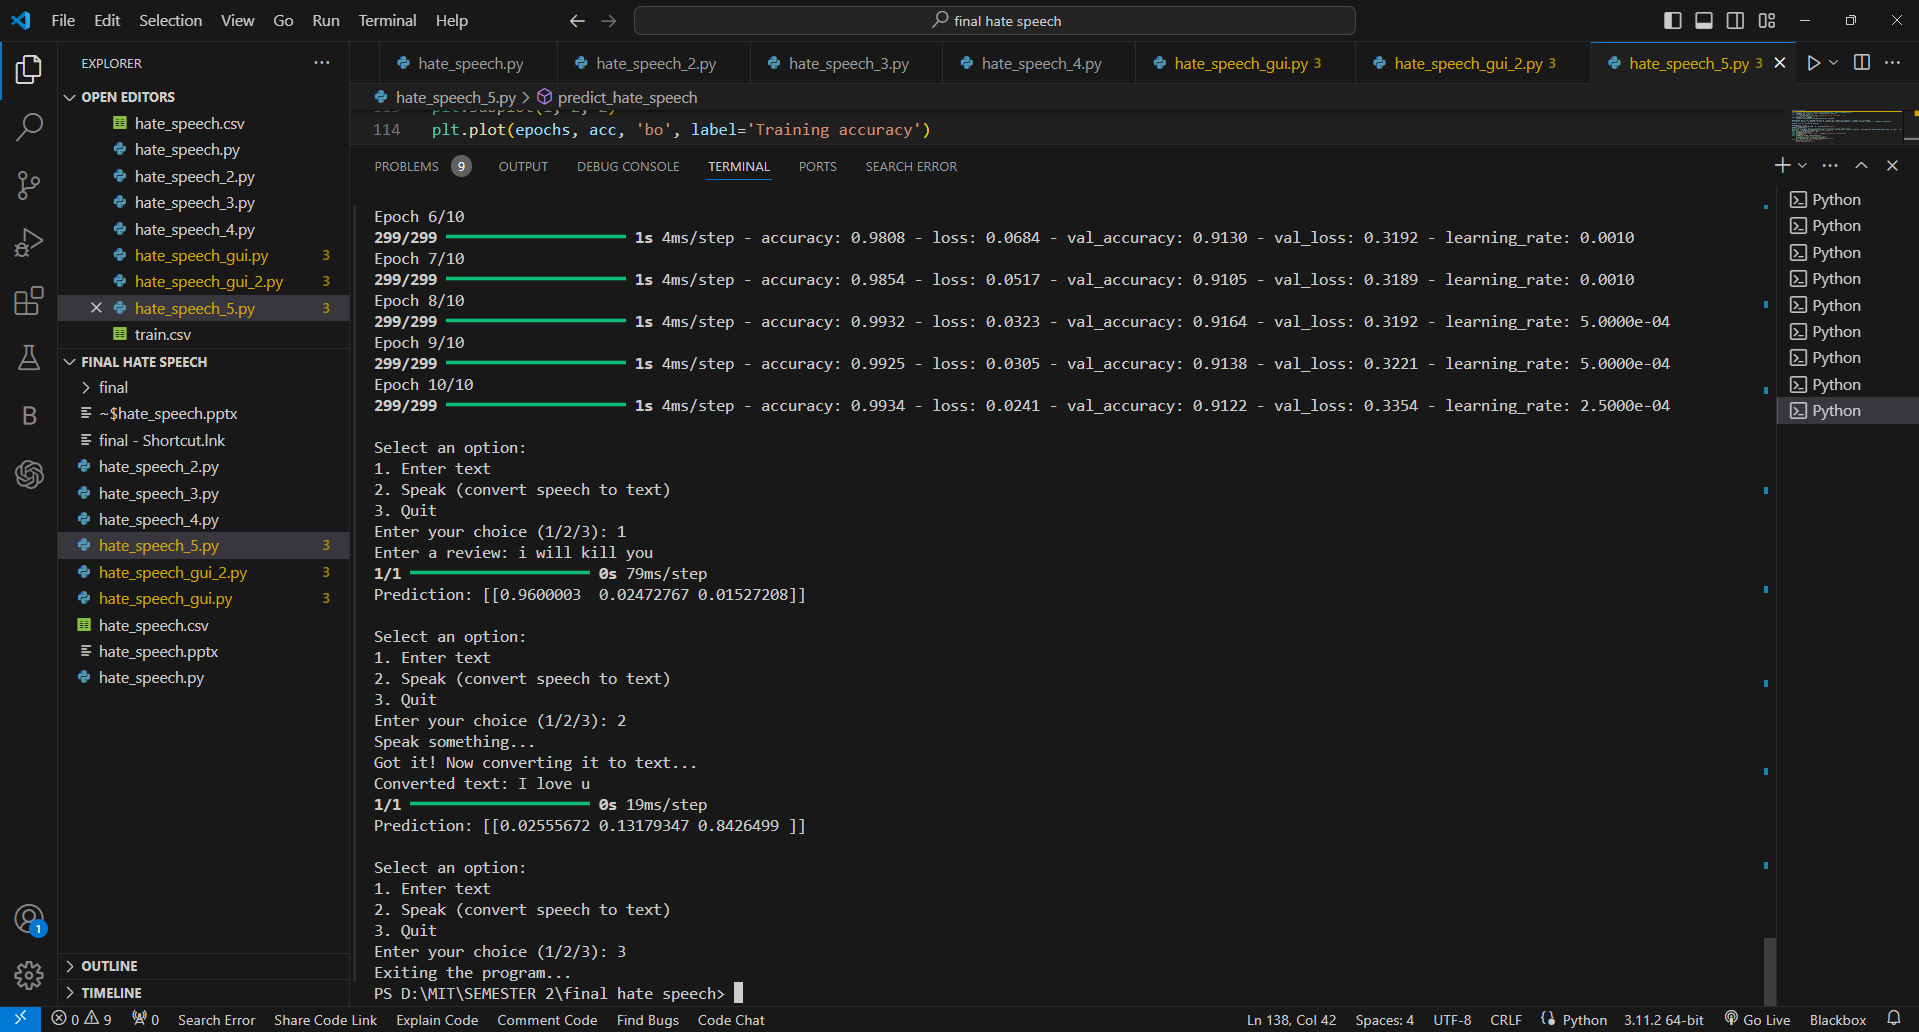 File Edit Selection View Go Run Terminal Help
final hate speech
EXPLORER
OPEN EDITORS
hate_speech.csv
hate_speech.py
hate_speech_2.py
hate_speech_3.py
hate_speech_4.py
hate_speech_gui.py 3
hate_speech_gui_2.py 3
hate_speech_5.py 3
train.csv
FINAL HATE SPEECH
final
~$hate_speech.pptx
final - Shortcut.lnk
hate_speech_2.py
hate_speech_3.py
hate_speech_4.py
hate_speech_5.py 3
hate_speech_gui_2.py 3
hate_speech_gui.py 3
hate_speech.csv
hate_speech.pptx
hate_speech.py
OUTLINE
TIMELINE
B
1
hate_speech.py hate_speech_2.py hate_speech_3.py hate_speech_4.py hate_speech_gui.py 3 hate_speech_gui_2.py 3 hate_speech_5.py 3
hate_speech_5.py > predict_hate_speech
114 plt.plot(epochs, acc, 'bo', label='Training accuracy')
PROBLEMS 9 OUTPUT DEBUG CONSOLE TERMINAL PORTS SEARCH ERROR
Epoch 6/10
299/299 1s 4ms/step - accuracy: 0.9808 - loss: 0.0684 - val_accuracy: 0.9130 - val_loss: 0.3192 - learning_rate: 0.0010
Epoch 7/10
299/299 1s 4ms/step - accuracy: 0.9854 - loss: 0.0517 - val_accuracy: 0.9105 - val_loss: 0.3189 - learning_rate: 0.0010
Epoch 8/10
299/299 1s 4ms/step - accuracy: 0.9932 - loss: 0.0323 - val_accuracy: 0.9164 - val_loss: 0.3192 - learning_rate: 5.0000e-04
Epoch 9/10
299/299 1s 4ms/step - accuracy: 0.9925 - loss: 0.0305 - val_accuracy: 0.9138 - val_loss: 0.3221 - learning_rate: 5.0000e-04
Epoch 10/10
299/299 1s 4ms/step - accuracy: 0.9934 - loss: 0.0241 - val_accuracy: 0.9122 - val_loss: 0.3354 - learning_rate: 2.5000e-04
Select an option:
1. Enter text
2. Speak (convert speech to text)
3. Quit
Enter your choice (1/2/3): 1
Enter a review: i will kill you
1/1 0s 79ms/step
Prediction: [[0.9600003  0.02472767 0.01527208]]
Select an option:
1. Enter text
2. Speak (convert speech to text)
3. Quit
Enter your choice (1/2/3): 2
Speak something...
Got it! Now converting it to text...
Converted text: I love u
1/1 0s 19ms/step
Prediction: [[0.02555672 0.13179347 0.8426499 ]]
Select an option:
1. Enter text
2. Speak (convert speech to text)
3. Quit
Enter your choice (1/2/3): 3
Exiting the program...
PS D:\MIT\SEMESTER 2\final hate speech>
Python
Python
Python
Python
Python
Python
Python
Python
Python
0 9 0 Search Error Share Code Link Explain Code Comment Code Find Bugs Code Chat Ln 138, Col 42 Spaces: 4 UTF-8 CRLF Python 3.11.2 64-bit Go Live Blackbox